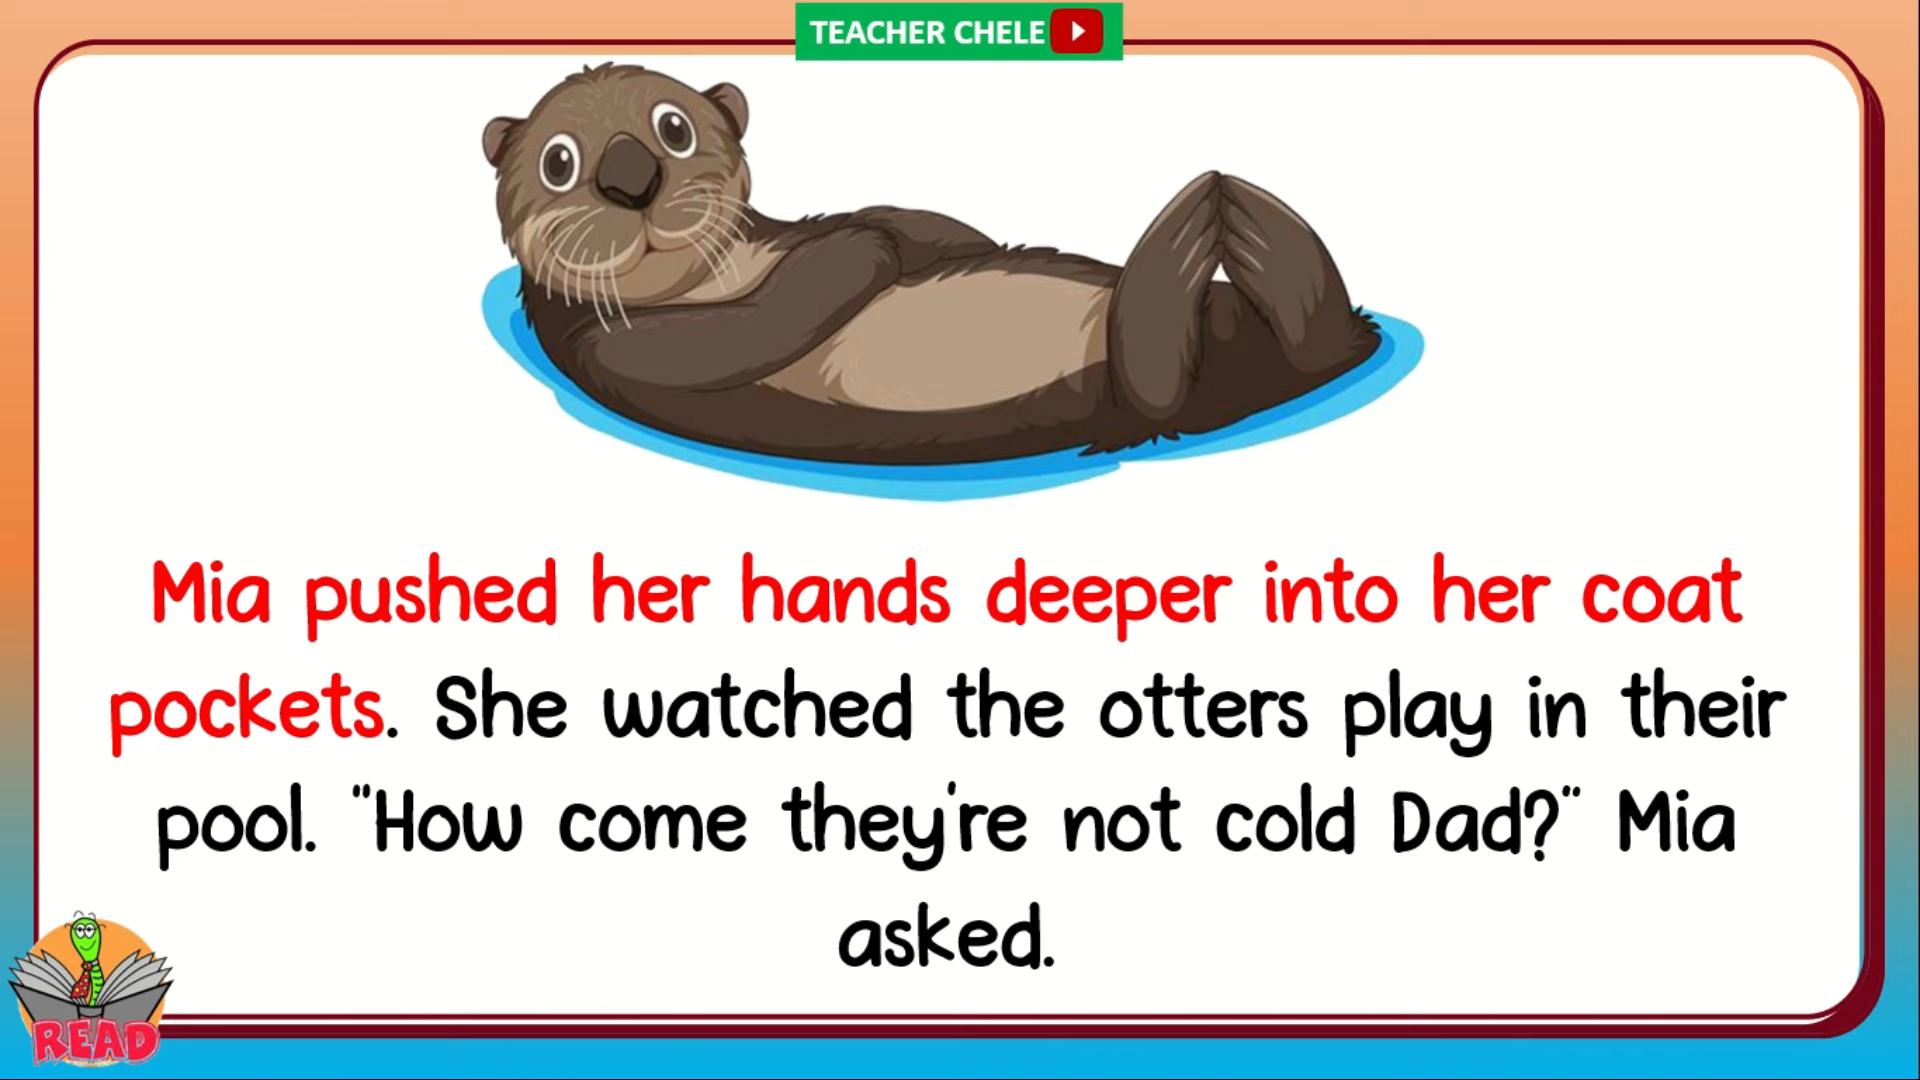 TEACHER CHELE
Mia pushed her hands deeper into her coat
pockets. She watched the otters play in their
pool. "How come they're not cold Dad?" Mia
asked.
READ